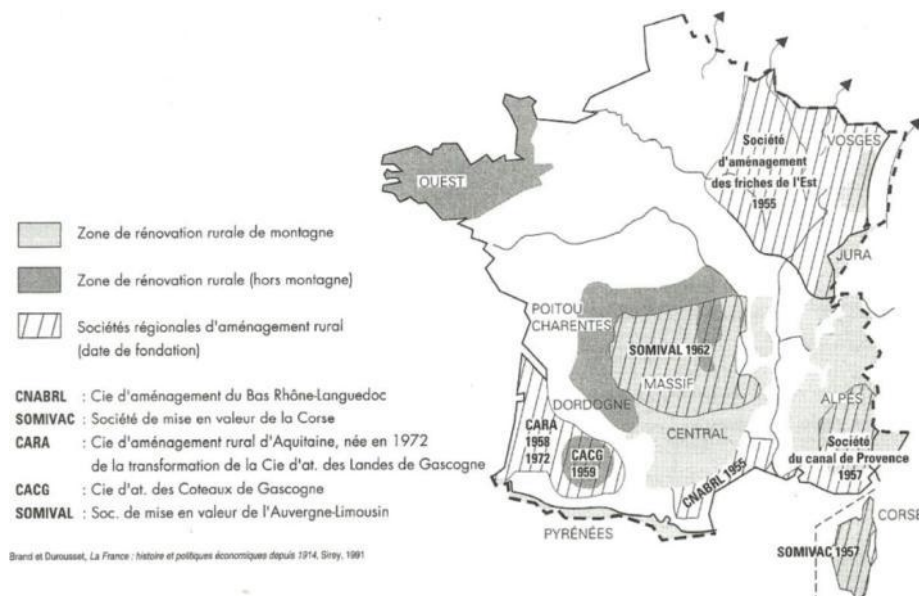 Zone de rénovation rurale de montagne
Zone de rénovation rurale (hors montagne)
Sociétés régionales d'aménagement rural
(date de fondation)
CNABRL : Cie d'aménagement du Bas Rhône-Languedoc
SOMIVAC : Société de mise en valeur de la Corse
CARA : Cie d'aménagement rural d'Aquitaine, née en 1972
de la transformation de la Cie d'at. des Landes de Gascogne
CACG : Cie d'at. des Coteaux de Gascogne
SOMIVAL : Soc. de mise en valeur de l'Auvergne-Limousin
Brand et Durousset, La France : histoire et politiques économiques depuis 1914, Sirey, 1991
OUEST
Société
d'aménagement
des friches de l'Est
1955
VOSGES
JURA
POITOU
CHARENTES
SOMIVAL 1962
MASSIF
DORDOGNE
CENTRAL
ALPES
CARA
1958
1972
CACG
1959
CNABRL 1955
Société
du canal de Provence
1957
PYRÉNÉES
CORSE
SOMIVAC 1957